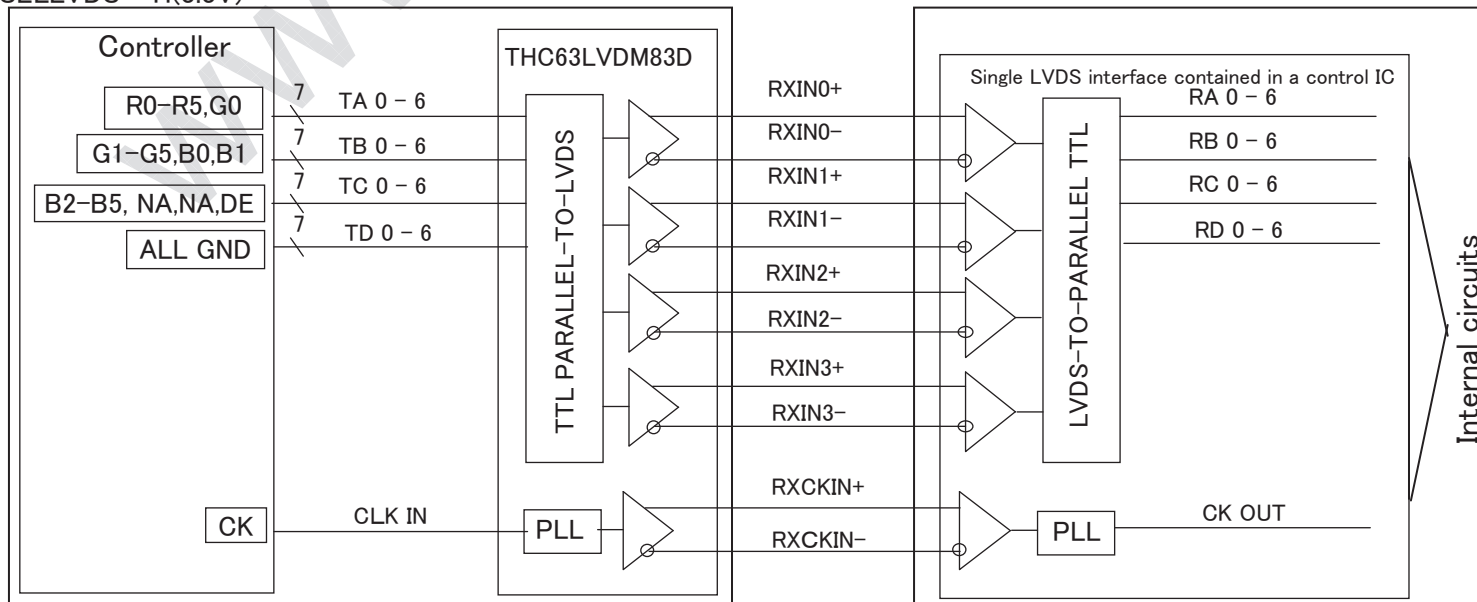 Controller
THC63LVDM83D
Single LVDS interface contained in a control IC
R0-R5,G0
7
TA 0 - 6
RXIN0+
RA 0 - 6
G1-G5,B0,B1
7
TB 0 - 6
RXIN0-
RB 0 - 6
B2-B5, NA,NA,DE
7
TC 0 - 6
RXIN1+
RC 0 - 6
ALL GND
7
TD 0 - 6
RXIN1-
RD 0 - 6
TTL PARALLEL-TO-LVDS
RXIN2+
RXIN2-
RXIN3+
RXIN3-
LVDS-TO-PARALLEL TTL
Internal circuits
CK
CLK IN
PLL
RXCKIN+
RXCKIN-
PLL
CK OUT